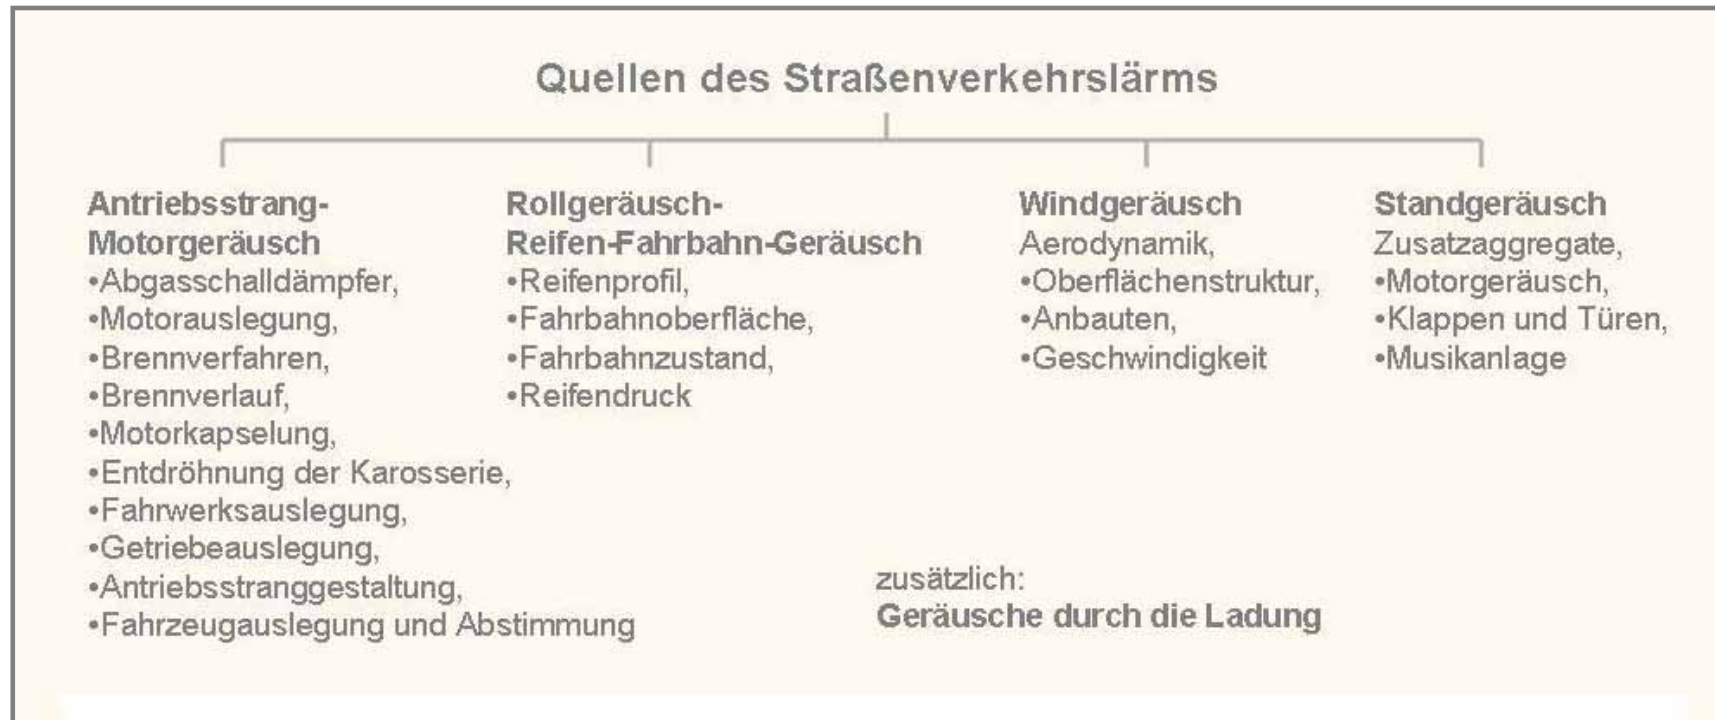 Quellen des Straßenverkehrslärms
Antriebsstrang-
Motorgeräusch
•Abgasschalldämpfer,
•Motorauslegung,
•Brennverfahren,
•Brennverlauf,
•Motorkapselung,
•Entdröhnung der Karosserie,
•Fahrwerksauslegung,
•Getriebeauslegung,
•Antriebsstranggestaltung,
•Fahrzeugauslegung und Abstimmung
Rollgeräusch-
Reifen-Fahrbahn-Geräusch
•Reifenprofil,
•Fahrbahnoberfläche,
•Fahrbahnzustand,
•Reifendruck
Windgeräusch
Aerodynamik,
•Oberflächenstruktur,
•Anbauten,
•Geschwindigkeit
Standgeräusch
Zusatzaggregate,
•Motorgeräusch,
•Klappen und Türen,
•Musikanlage
zusätzlich:
Geräusche durch die Ladung